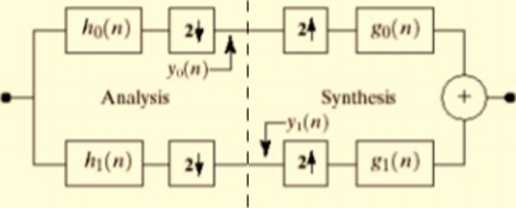 h₀(n) 2↓ 2↑ g₀(n)
y₀(n)
Analysis Synthesis +
y₁(n)
h₁(n) 2↓ 2↑ g₁(n)